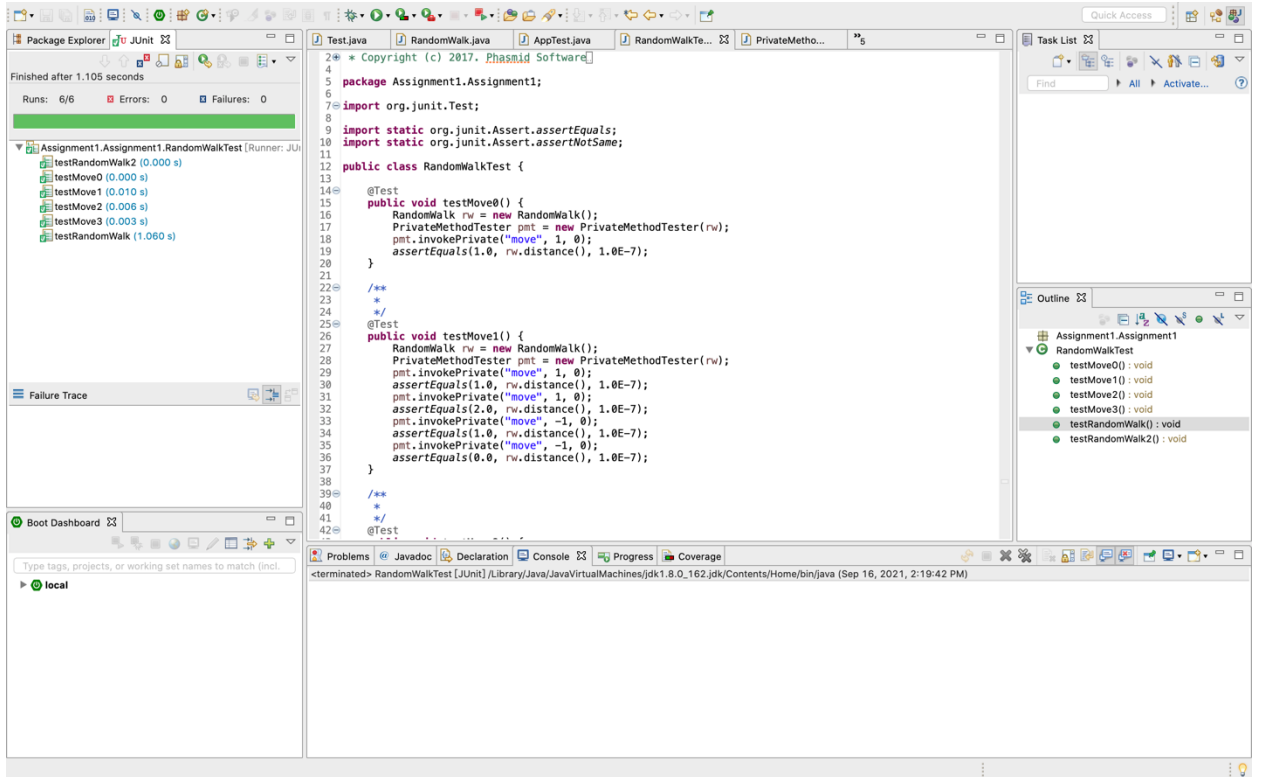 Quick Access
Package Explorer JU JUnit
Finished after 1.105 seconds
Runs: 6/6 Errors: 0 Failures: 0
Assignment1.Assignment1.RandomWalkTest [Runner: JUi
testRandomWalk2 (0.000 s)
testMove0 (0.000 s)
testMove1 (0.010 s)
testMove2 (0.006 s)
testMove3 (0.003 s)
testRandomWalk (1.060 s)
Failure Trace
Boot Dashboard
Type tags, projects, or working set names to match (incl.
local
Test.java RandomWalk.java AppTest.java RandomWalkTe... PrivateMetho... »5
2 * Copyright (c) 2017. Phasmid Software
4
5 package Assignment1.Assignment1;
6
7 import org.junit.Test;
8
9 import static org.junit.Assert.assertEquals;
10 import static org.junit.Assert.assertNotSame;
11
12 public class RandomWalkTest {
13
14 @Test
15 public void testMove0() {
16 RandomWalk rw = new RandomWalk();
17 PrivateMethodTester pmt = new PrivateMethodTester(rw);
18 pmt.invokePrivate("move", 1, 0);
19 assertEquals(1.0, rw.distance(), 1.0E-7);
20 }
21
22 /**
23 *
24 */
25 @Test
26 public void testMove1() {
27 RandomWalk rw = new RandomWalk();
28 PrivateMethodTester pmt = new PrivateMethodTester(rw);
29 pmt.invokePrivate("move", 1, 0);
30 assertEquals(1.0, rw.distance(), 1.0E-7);
31 pmt.invokePrivate("move", 1, 0);
32 assertEquals(2.0, rw.distance(), 1.0E-7);
33 pmt.invokePrivate("move", -1, 0);
34 assertEquals(1.0, rw.distance(), 1.0E-7);
35 pmt.invokePrivate("move", -1, 0);
36 assertEquals(0.0, rw.distance(), 1.0E-7);
37 }
38
39 /**
40 *
41 */
42 @Test
Problems @ Javadoc Declaration Console Progress Coverage
<terminated> RandomWalkTest [JUnit] /Library/Java/JavaVirtualMachines/jdk1.8.0_162.jdk/Contents/Home/bin/java (Sep 16, 2021, 2:19:42 PM)
Task List
Find All Activate...
Outline
Assignment1.Assignment1
RandomWalkTest
testMove0() : void
testMove1() : void
testMove2() : void
testMove3() : void
testRandomWalk() : void
testRandomWalk2() : void